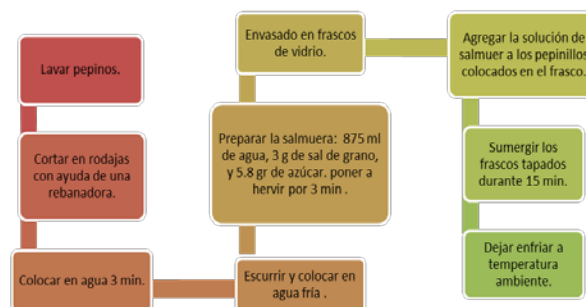 Lavar pepinos.
Cortar en rodajas
con ayuda de una
rebanadora.
Colocar en agua 3 min.
Escurrir y colocar en
agua fría .
Preparar la salmuera:  875 ml
de agua, 3 g de sal de grano,
y 5.8 gr de azúcar. poner a
hervir por 3 min .
Envasado en frascos
de vidrio.
Agregar la solución de
salmuer a los pepinillos
colocados en el frasco.
Sumergir los
frascos tapados
durante 15 min.
Dejar enfriar a
temperatura
ambiente.